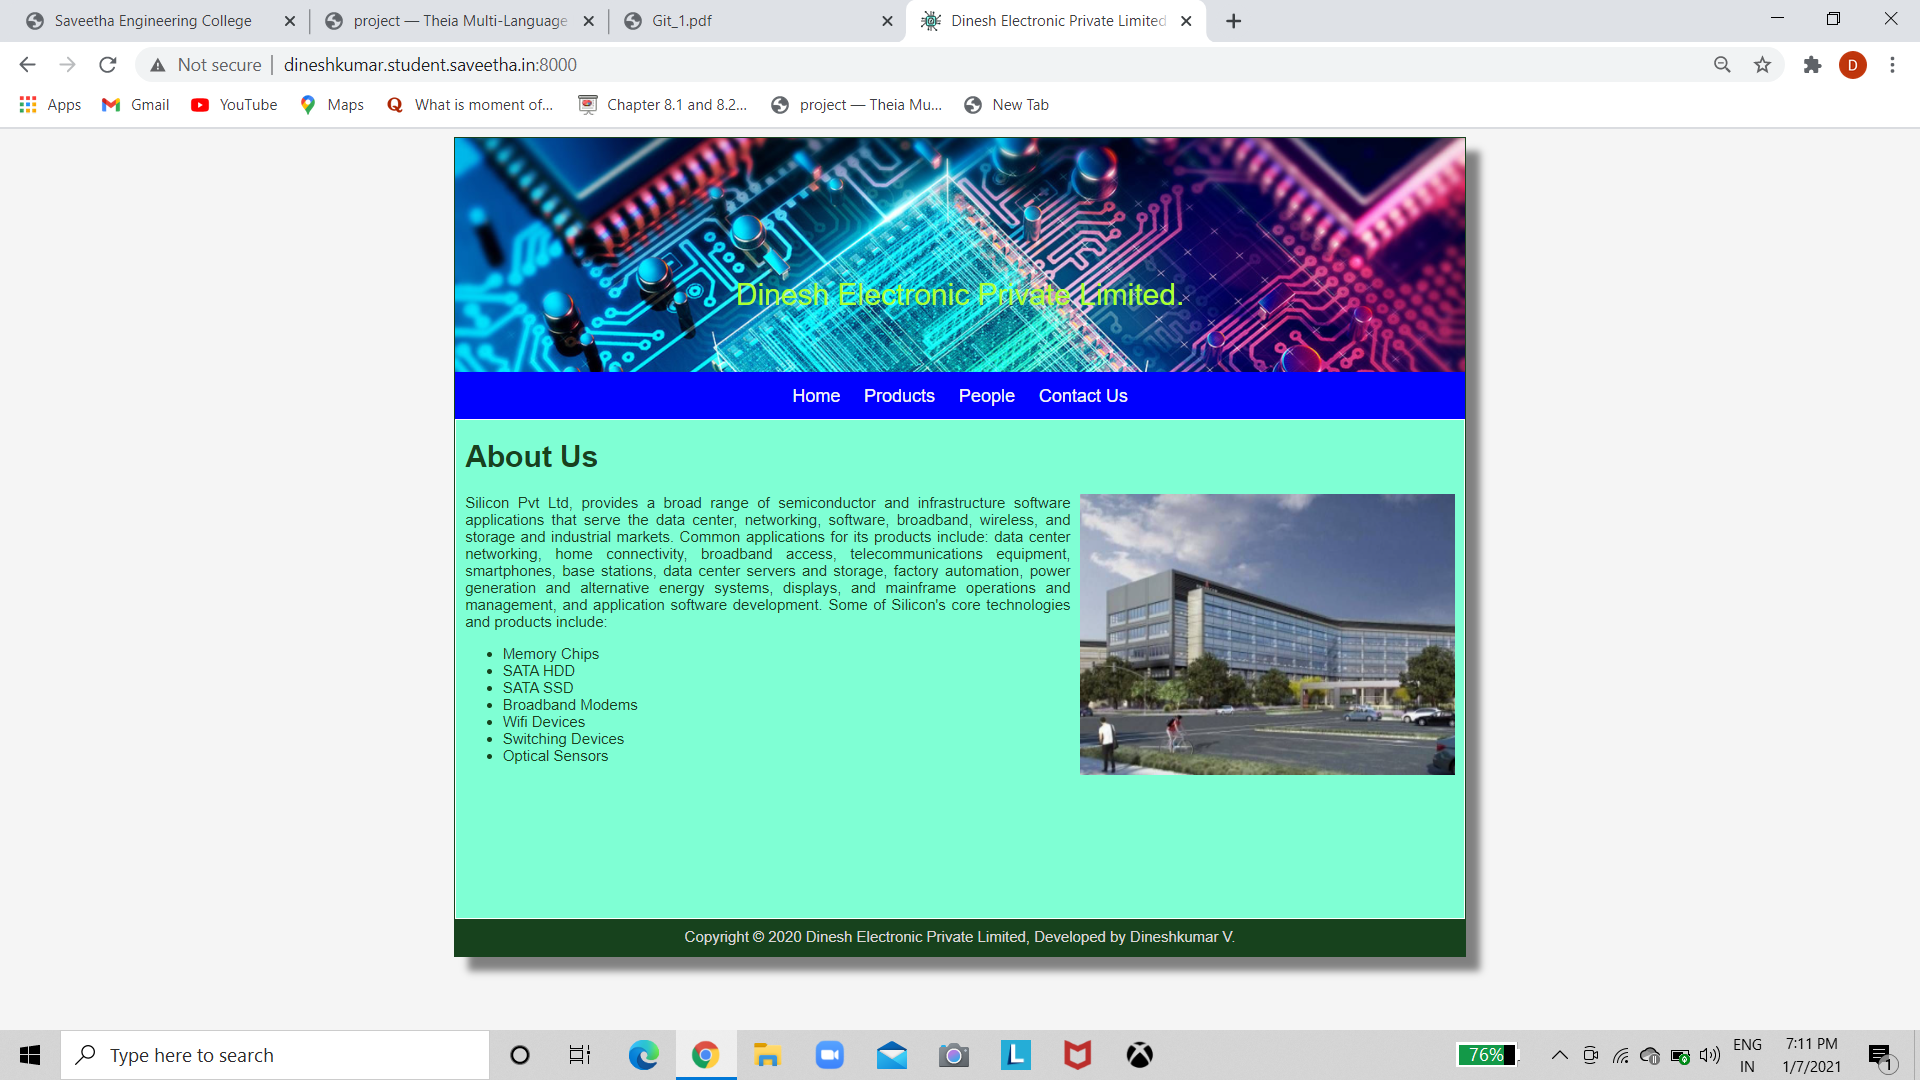 Saveetha Engineering College
project — Theia Multi-Language
Git_1.pdf
Dinesh Electronic Private Limited
Not secure
dineshkumar.student.saveetha.in:8000
D
Apps
Gmail
YouTube
Maps
What is moment of...
Chapter 8.1 and 8.2...
project — Theia Mu...
New Tab
Dinesh Electronic Private Limited.
Home
Products
People
Contact Us
About Us
Silicon Pvt Ltd, provides a broad range of semiconductor and infrastructure software
applications that serve the data center, networking, software, broadband, wireless, and
storage and industrial markets. Common applications for its products include: data center
networking, home connectivity, broadband access, telecommunications equipment,
smartphones, base stations, data center servers and storage, factory automation, power
generation and alternative energy systems, displays, and mainframe operations and
management, and application software development. Some of Silicon's core technologies
and products include:
Memory Chips
SATA HDD
SATA SSD
Broadband Modems
Wifi Devices
Switching Devices
Optical Sensors
Copyright © 2020 Dinesh Electronic Private Limited, Developed by Dineshkumar V.
Type here to search
L
76%
ENG
IN
7:11 PM
1/7/2021
1